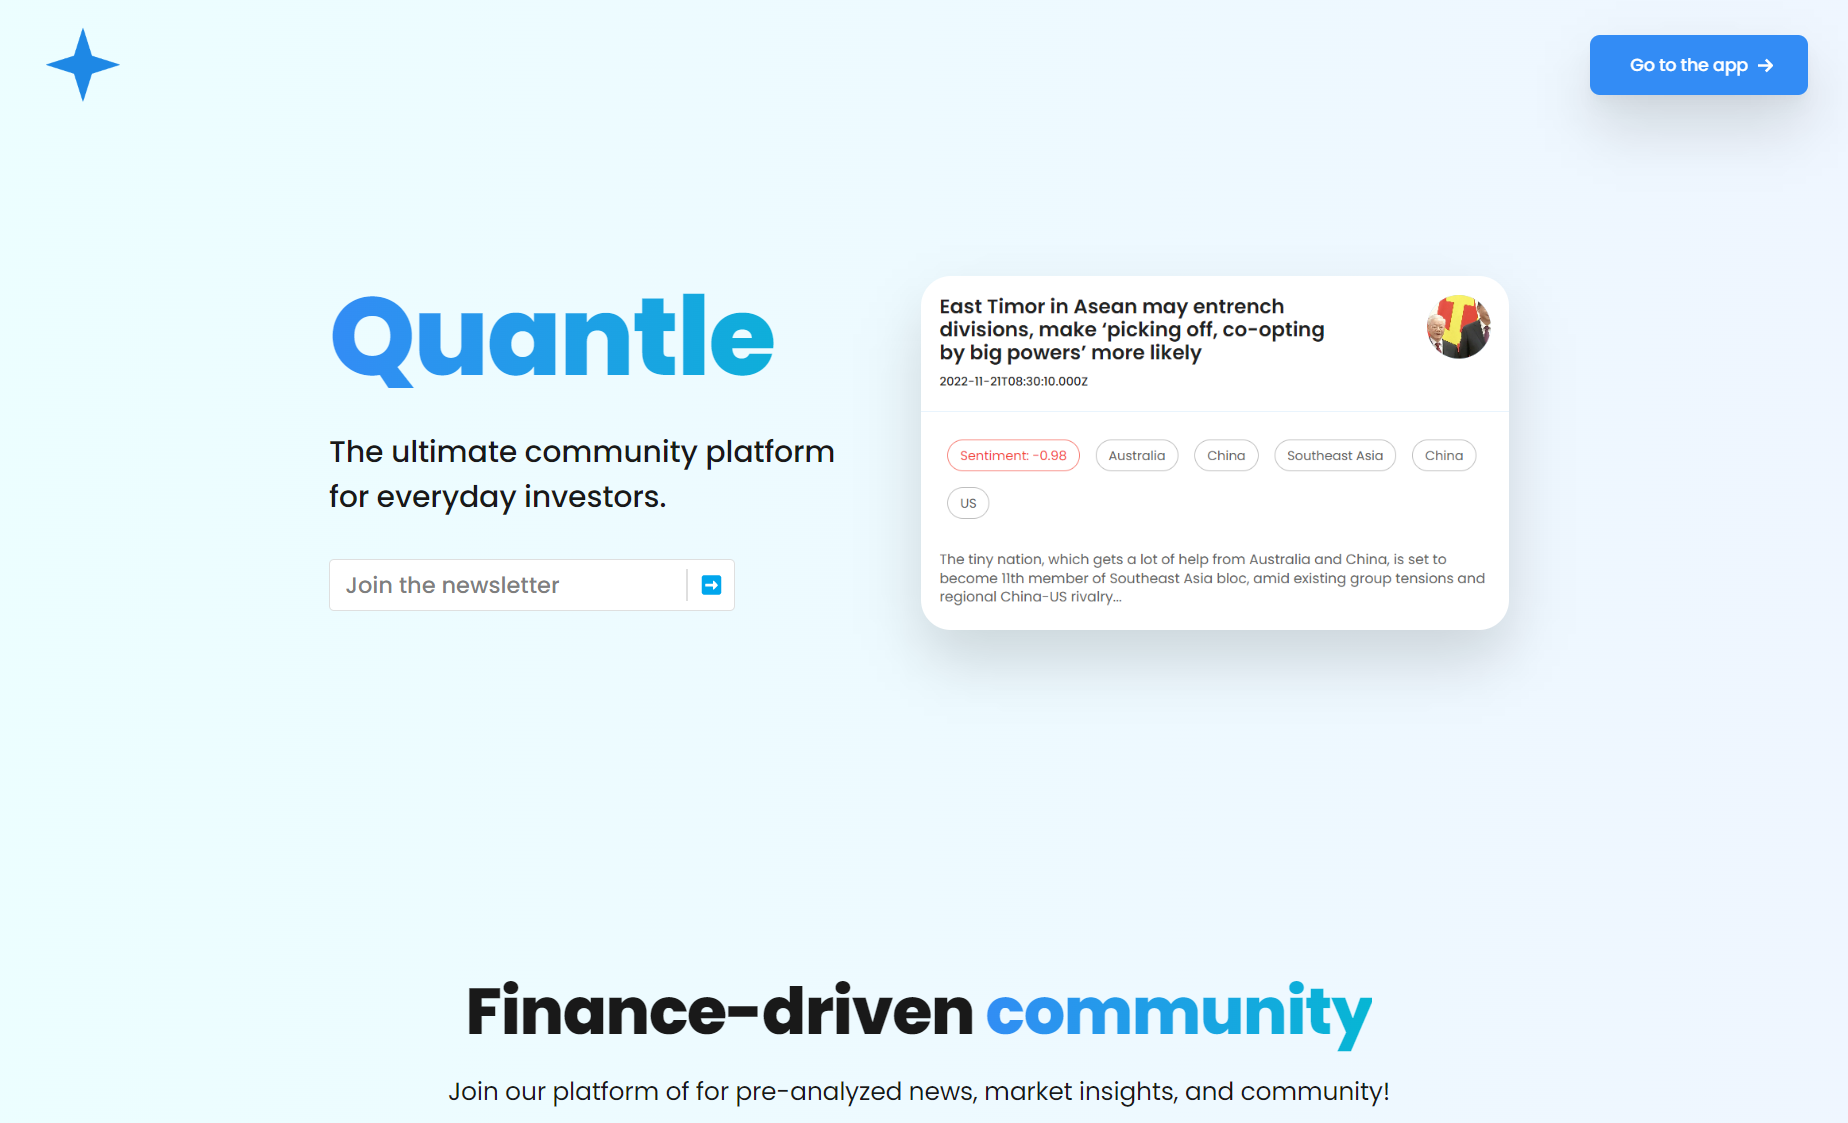 Go to the app
Quantle
The ultimate community platform
for everyday investors.
Join the newsletter
East Timor in Asean may entrench
divisions, make ‘picking off, co-opting
by big powers’ more likely
2022-11-21T08:30:10.000Z
Sentiment: -0.98 Australia China Southeast Asia China
US
The tiny nation, which gets a lot of help from Australia and China, is set to
become 11th member of Southeast Asia bloc, amid existing group tensions and
regional China-US rivalry...
Finance-driven community
Join our platform of for pre-analyzed news, market insights, and community!